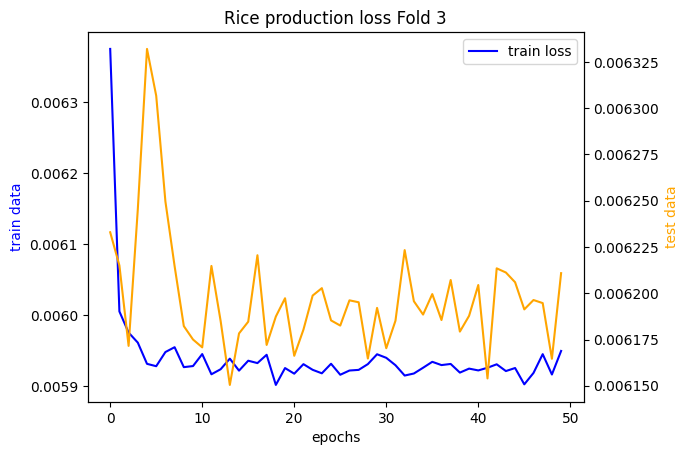 Rice production loss Fold 3
train loss
train data
0.0063
0.0062
0.0061
0.0060
0.0059
0.006325
0.006300
0.006275
0.006250
0.006225
0.006200
0.006175
0.006150
test data
0 10 20 30 40 50
epochs